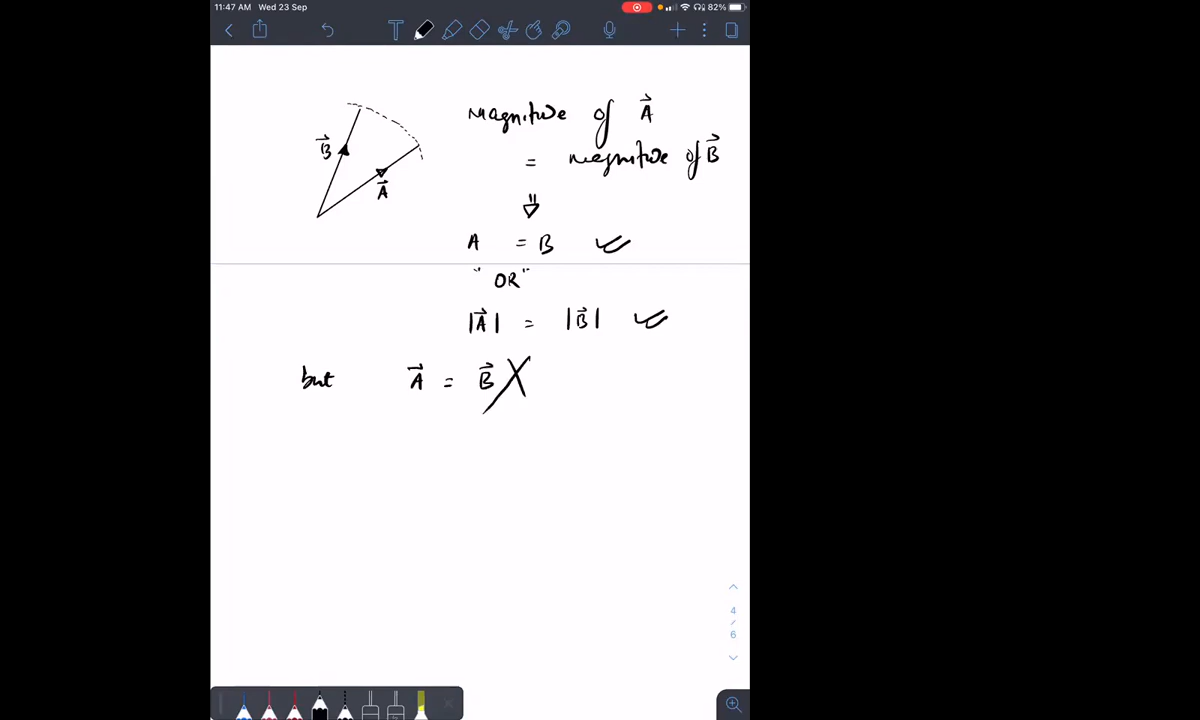 11:47 AM Wed 23 Sep
82%
T
magnitude of A⃗
= magnitude of B⃗
B⃗
A⃗
⇓
A = B ✓
"OR"
|A⃗| = |B⃗| ✓
but A⃗ = B⃗ X
4
/
6